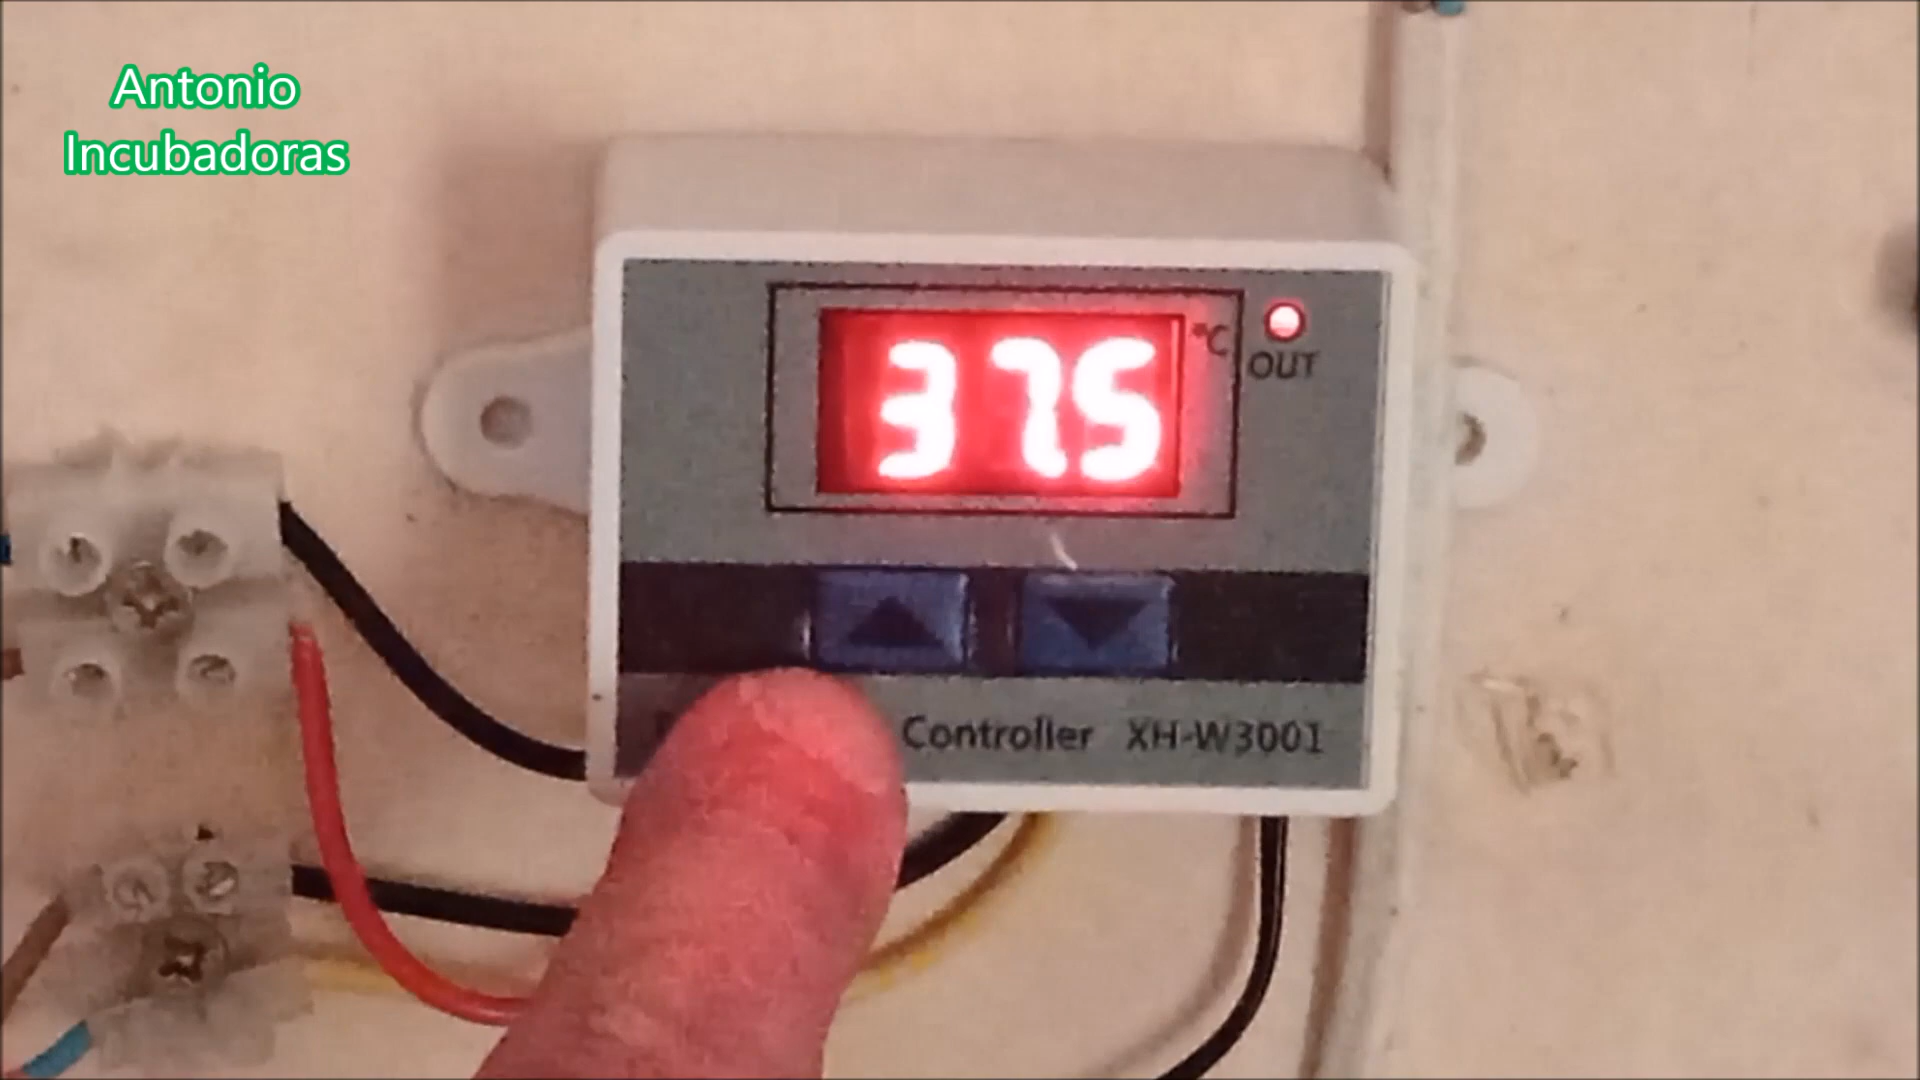 Antonio
Incubadoras
37.5
°C
OUT
Controller XH-W3001